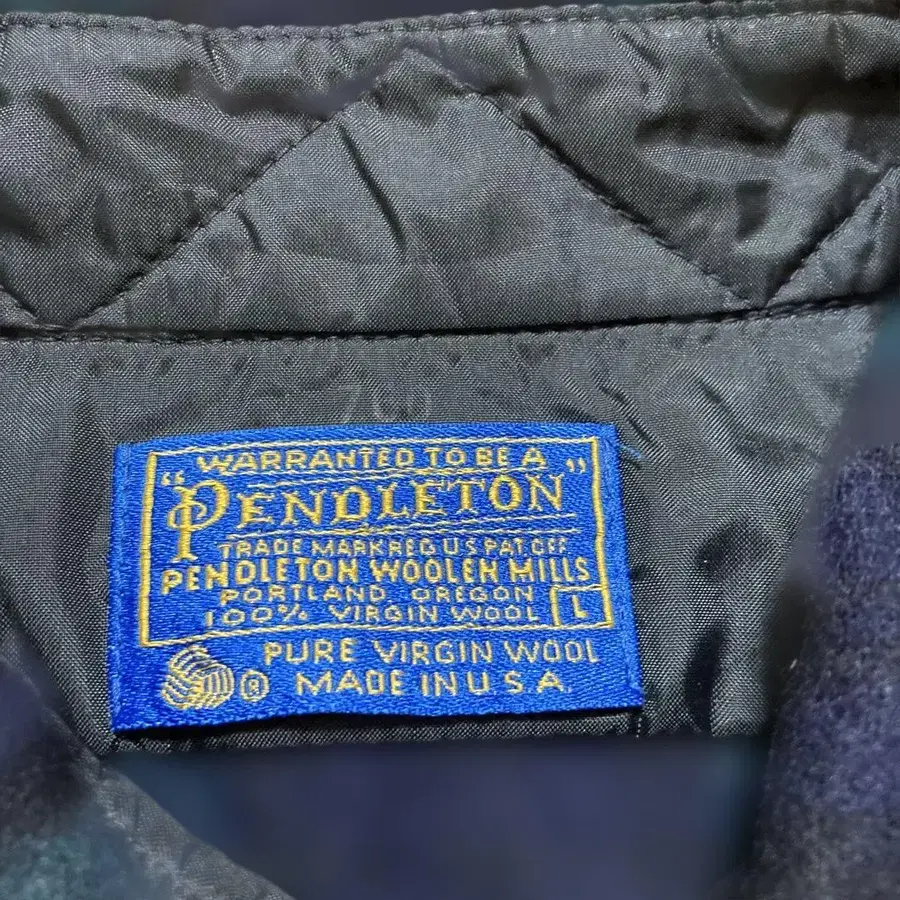 "WARRANTED TO BE A"
PENDLETON
TRADE MARK REG U S PAT. OFF
PENDLETON WOOLEN MILLS
PORTLAND, OREGON
100% VIRGIN WOOL L
PURE VIRGIN WOOL
® MADE IN U.S.A.